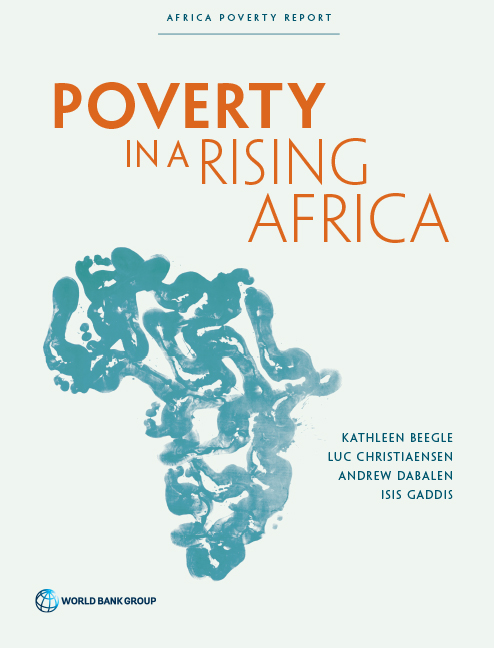 AFRICA POVERTY REPORT
POVERTY
IN A RISING
AFRICA
KATHLEEN BEEGLE
LUC CHRISTIAENSEN
ANDREW DABALEN
ISIS GADDIS
WORLD BANK GROUP